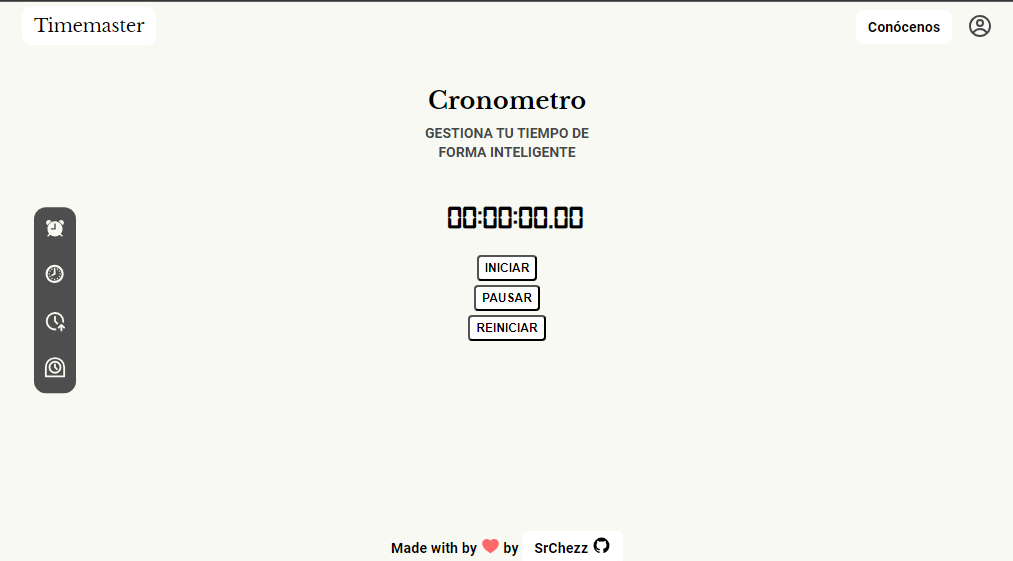 Timemaster
Conócenos
Cronometro
GESTIONA TU TIEMPO DE
FORMA INTELIGENTE
00:00:00.00
INICIAR
PAUSAR
REINICIAR
Made with by ❤ by SrChezz